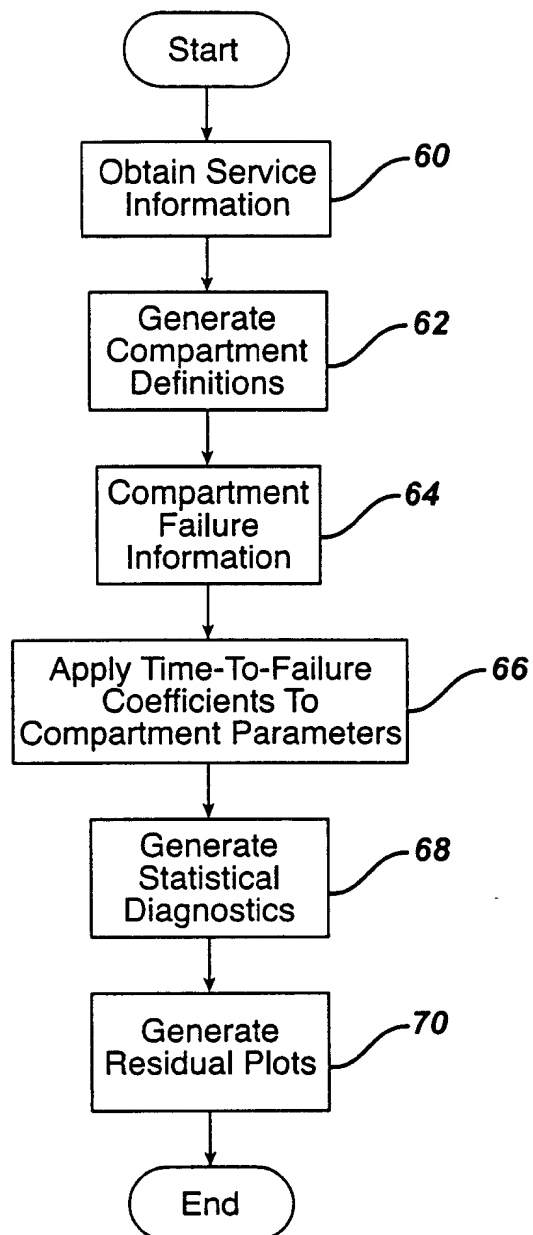 Start
Obtain Service
Information
60
Generate
Compartment
Definitions
62
Compartment
Failure
Information
64
Apply Time-To-Failure
Coefficients To
Compartment Parameters
66
Generate
Statistical
Diagnostics
68
Generate
Residual Plots
70
End